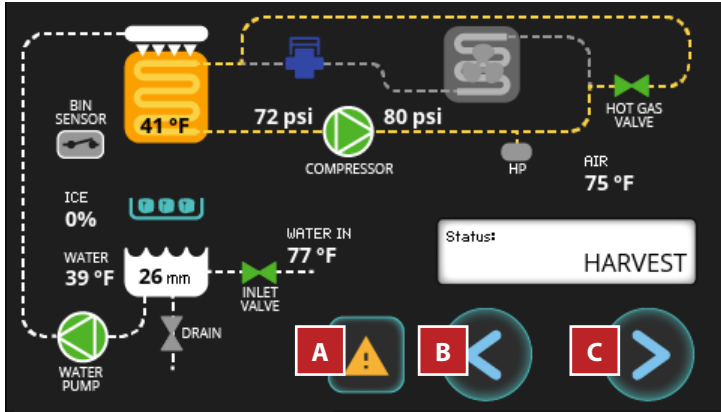 BIN
SENSOR
41 °F
72 psi
80 psi
COMPRESSOR
HP
HOT GAS
VALVE
AIR
75 °F
ICE
0%
WATER
39 °F
26 mm
WATER IN
77 °F
INLET
VALVE
DRAIN
WATER
PUMP
Status:
HARVEST
A
B
C